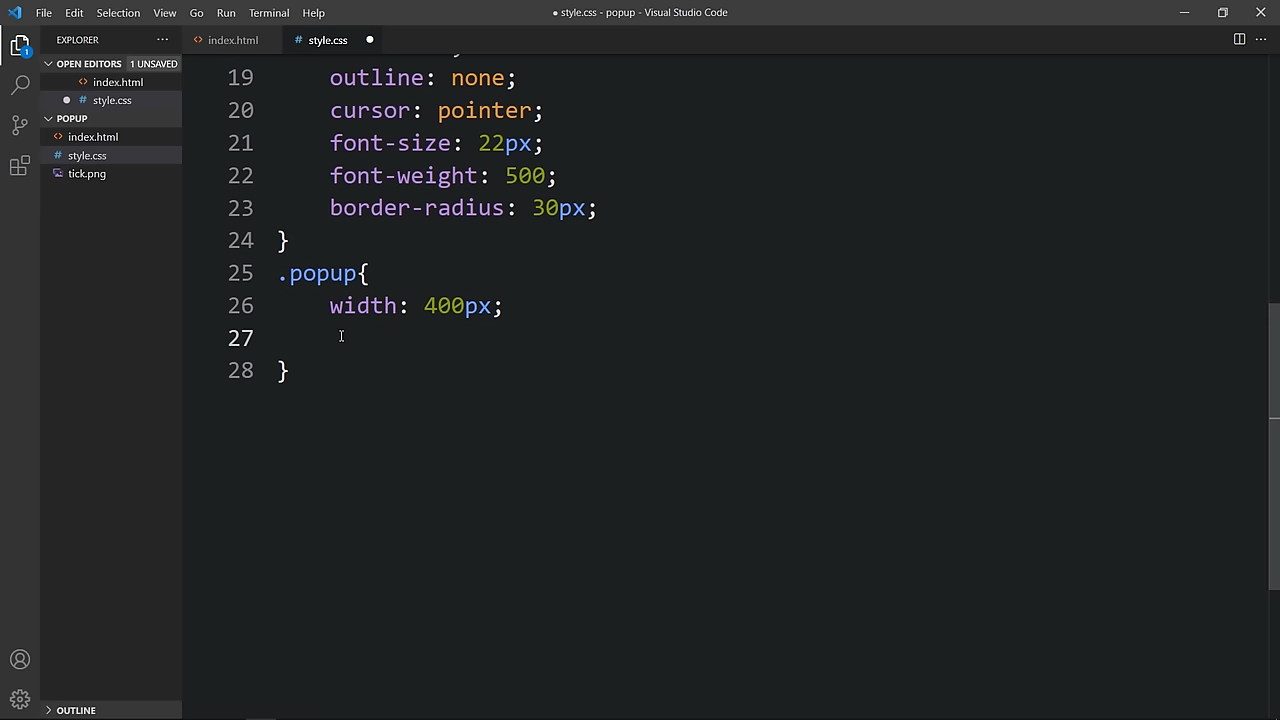 File Edit Selection View Go Run Terminal Help
● style.css - popup - Visual Studio Code
EXPLORER
index.html
# style.css
OPEN EDITORS 1 UNSAVED
index.html
# style.css
POPUP
index.html
# style.css
tick.png
OUTLINE
1
19 outline: none;
20 cursor: pointer;
21 font-size: 22px;
22 font-weight: 500;
23 border-radius: 30px;
24 }
25 .popup{
26 width: 400px;
27
28 }